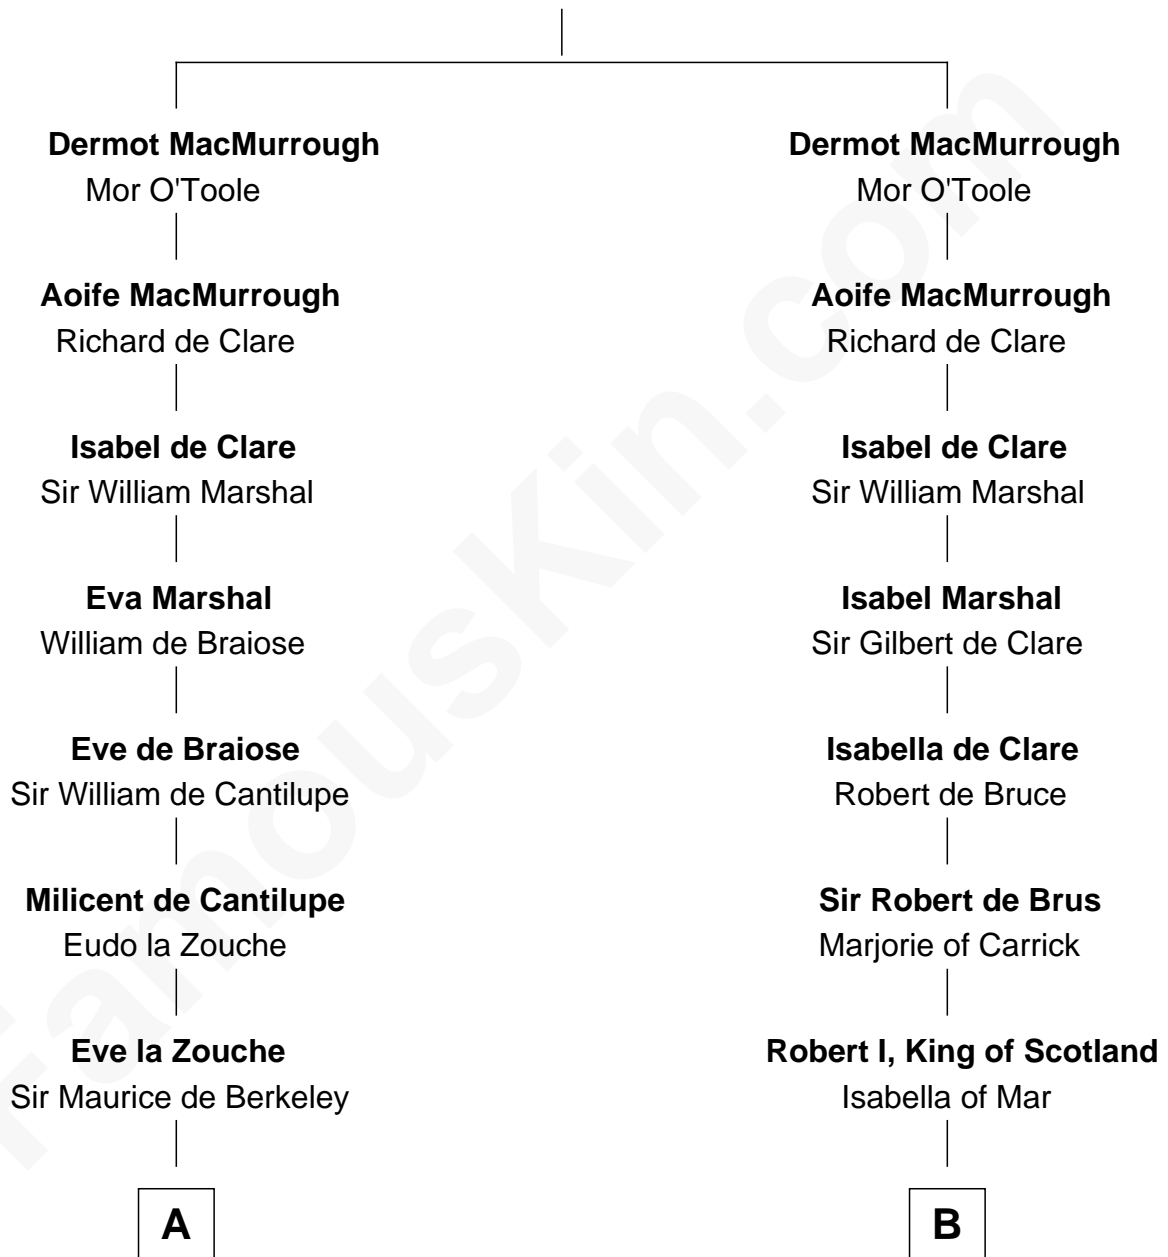 Dermot MacMurrough
Mor O'Toole
Aoife MacMurrough
Richard de Clare
Isabel de Clare
Sir William Marshal
Eva Marshal
William de Braiose
Eve de Braiose
Sir William de Cantilupe
Milicent de Cantilupe
Eudo la Zouche
Eve la Zouche
Sir Maurice de Berkeley
A
Dermot MacMurrough
Mor O'Toole
Aoife MacMurrough
Richard de Clare
Isabel de Clare
Sir William Marshal
Isabel Marshal
Sir Gilbert de Clare
Isabella de Clare
Robert de Bruce
Sir Robert de Brus
Marjorie of Carrick
Robert I, King of Scotland
Isabella of Mar
B
FamousKin.com